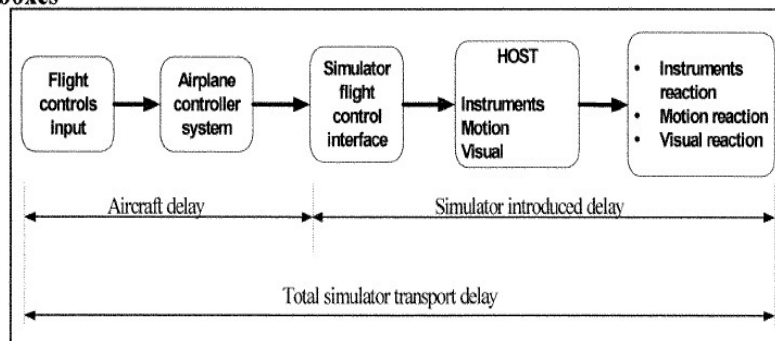 Flight
controls
input
Airplane
controller
system
Simulator
flight
control
interface
HOST
Instruments
Motion
Visual
• Instruments
reaction
• Motion reaction
• Visual reaction
Aircraft delay
Simulator introduced delay
Total simulator transport delay